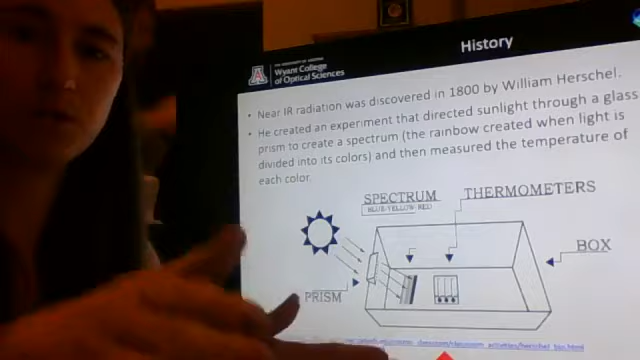 History
THE UNIVERSITY OF ARIZONA
Wyant College
of Optical Sciences
A
• Near IR radiation was discovered in 1800 by William Herschel.
• He created an experiment that directed sunlight through a glass
prism to create a spectrum (the rainbow created when light is
divided into its colors) and then measured the temperature of
each color.
SPECTRUM
BLUE-YELLOW-RED
THERMOMETERS
BOX
PRISM